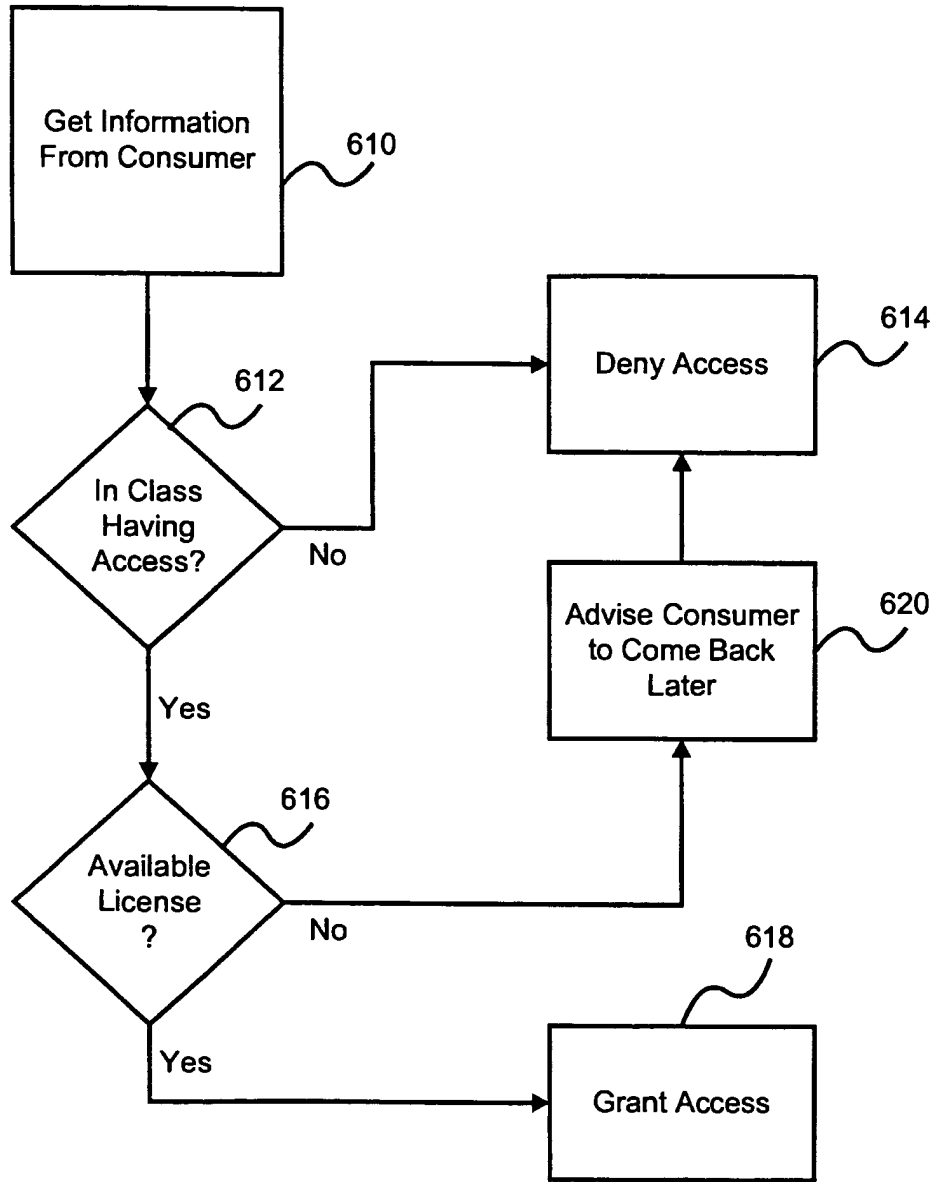 Get Information
From Consumer
610
Deny Access
614
612
In Class
Having
Access?
No
Advise Consumer
to Come Back
Later
620
Yes
616
Available
License
?
No
618
Yes
Grant Access